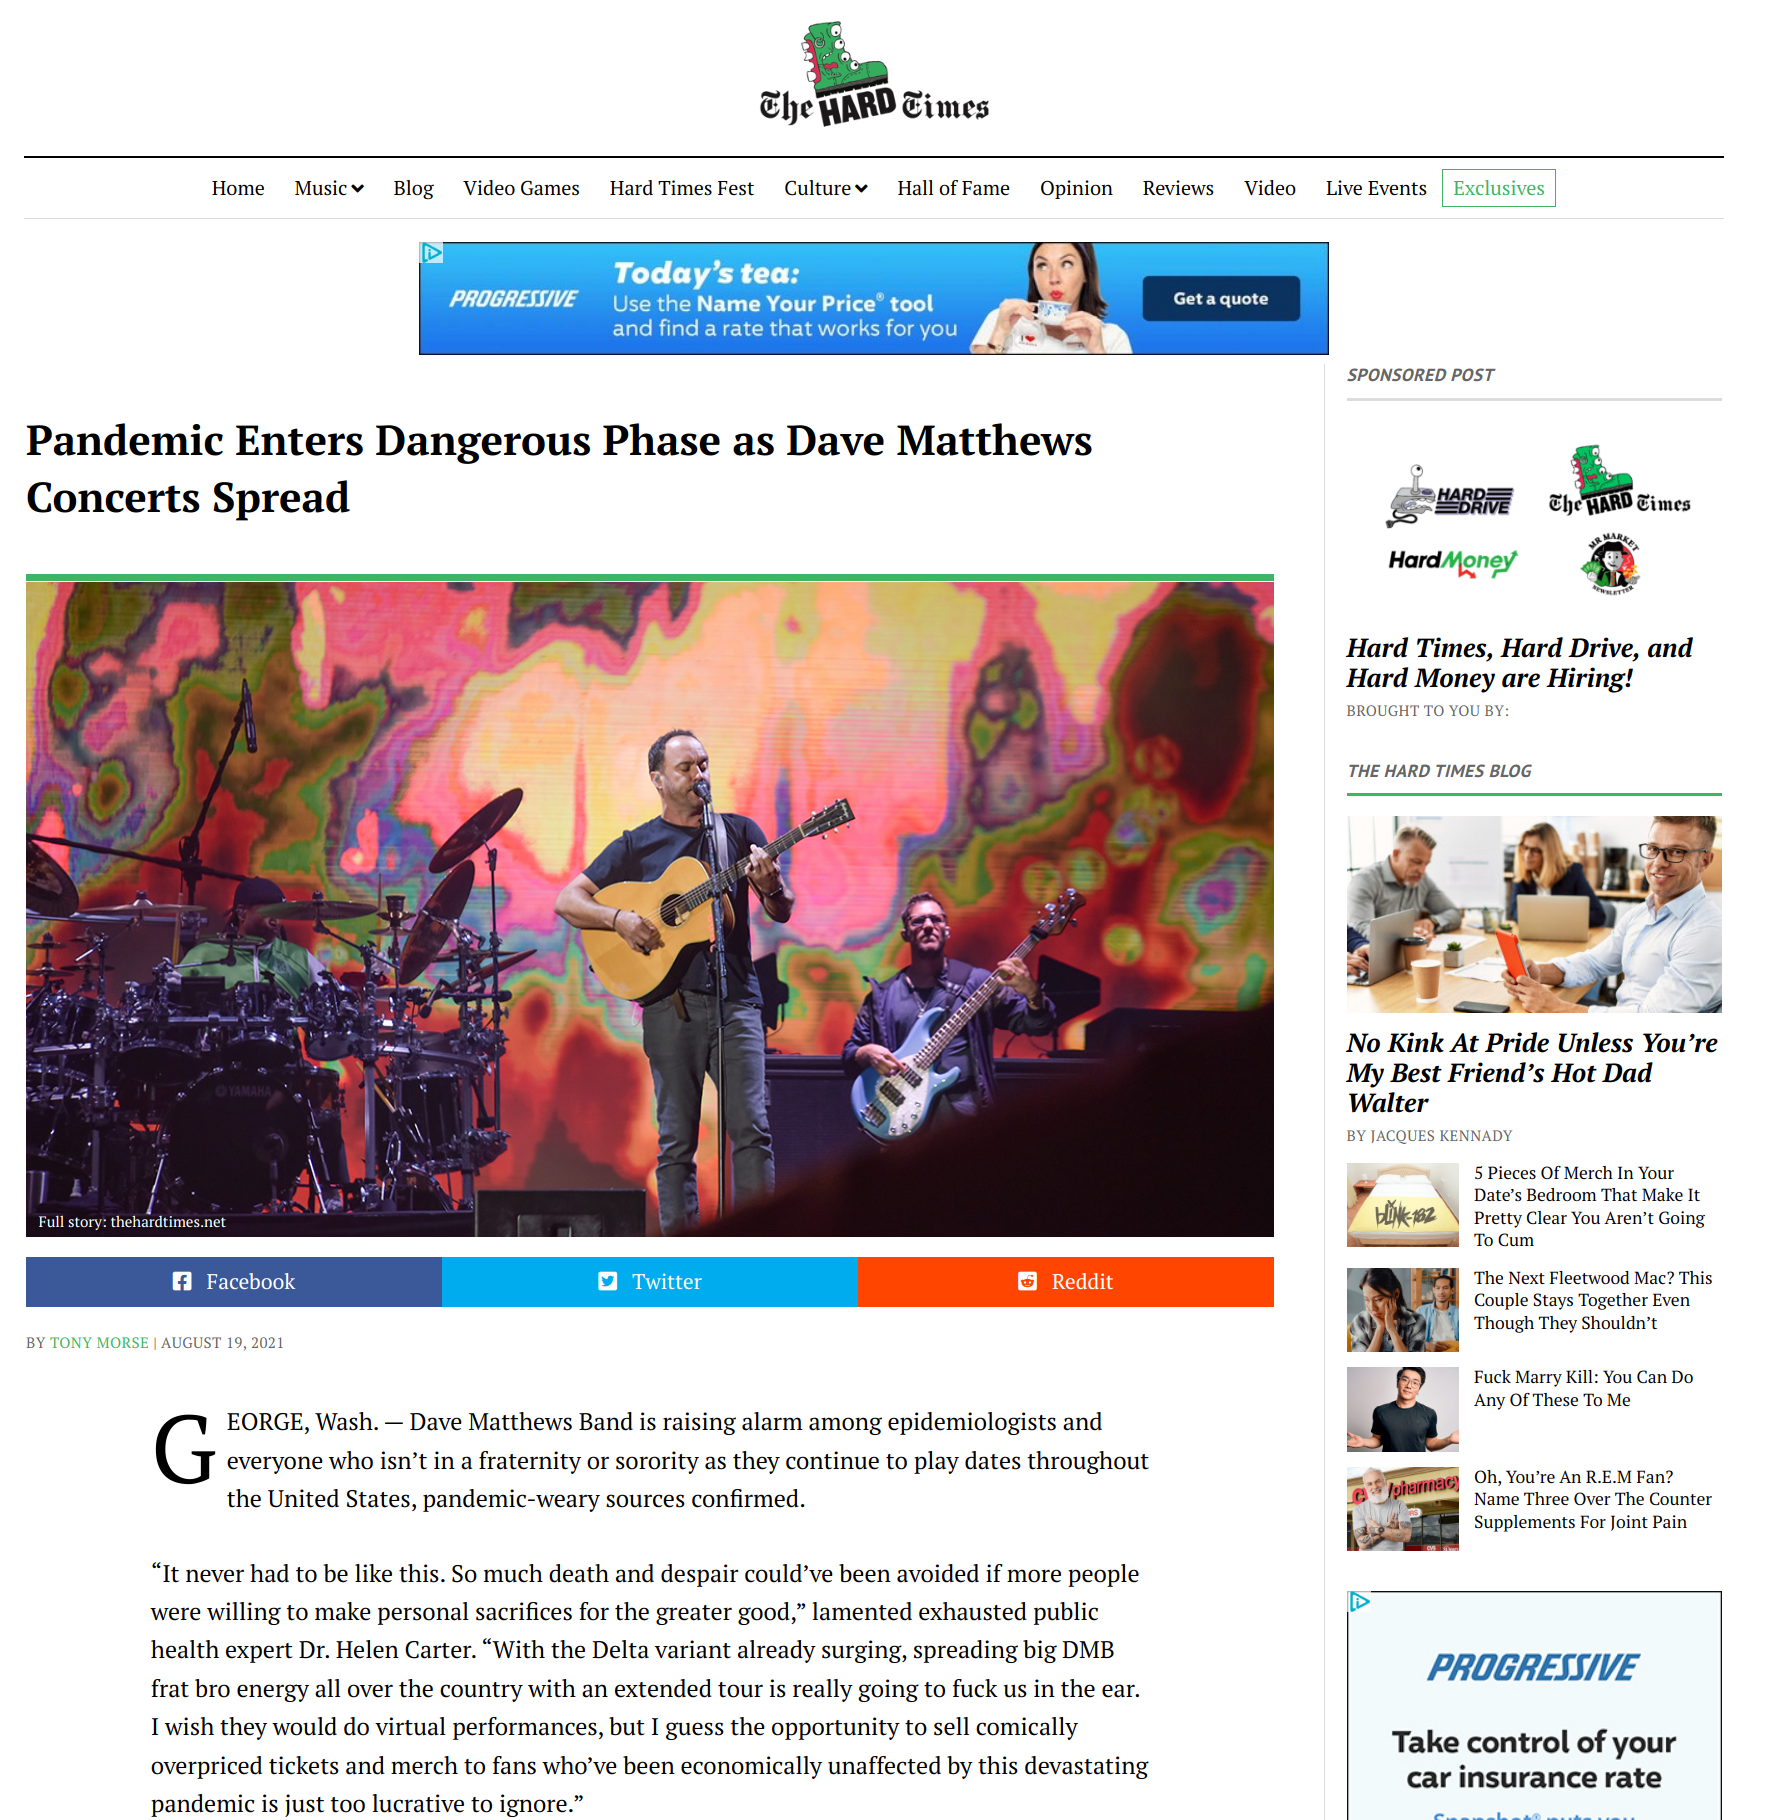 The HARD Times
Home
Music
Blog
Video Games
Hard Times Fest
Culture
Hall of Fame
Opinion
Reviews
Video
Live Events
Exclusives
PROGRESSIVE
Today's tea:
Use the Name Your Price® tool
and find a rate that works for you
Get a quote
Pandemic Enters Dangerous Phase as Dave Matthews
Concerts Spread
YAMAHA
Full story: thehardtimes.net
Facebook
Twitter
Reddit
BY TONY MORSE | AUGUST 19, 2021
GEORGE, Wash. — Dave Matthews Band is raising alarm among epidemiologists and
everyone who isn’t in a fraternity or sorority as they continue to play dates throughout
the United States, pandemic-weary sources confirmed.
“It never had to be like this. So much death and despair could’ve been avoided if more people
were willing to make personal sacrifices for the greater good,” lamented exhausted public
health expert Dr. Helen Carter. “With the Delta variant already surging, spreading big DMB
frat bro energy all over the country with an extended tour is really going to fuck us in the ear.
I wish they would do virtual performances, but I guess the opportunity to sell comically
overpriced tickets and merch to fans who’ve been economically unaffected by this devastating
pandemic is just too lucrative to ignore.”
SPONSORED POST
HARD
DRIVE
The HARD Times
HardMoney
MR MARKET
NEWSLETTER
Hard Times, Hard Drive, and
Hard Money are Hiring!
BROUGHT TO YOU BY:
THE HARD TIMES BLOG
No Kink At Pride Unless You’re
My Best Friend’s Hot Dad
Walter
BY JACQUES KENNADY
blink-182
5 Pieces Of Merch In Your
Date’s Bedroom That Make It
Pretty Clear You Aren’t Going
To Cum
The Next Fleetwood Mac? This
Couple Stays Together Even
Though They Shouldn’t
Fuck Marry Kill: You Can Do
Any Of These To Me
pharmacy
Oh, You’re An R.E.M Fan?
Name Three Over The Counter
Supplements For Joint Pain
PROGRESSIVE
Take control of your
car insurance rate